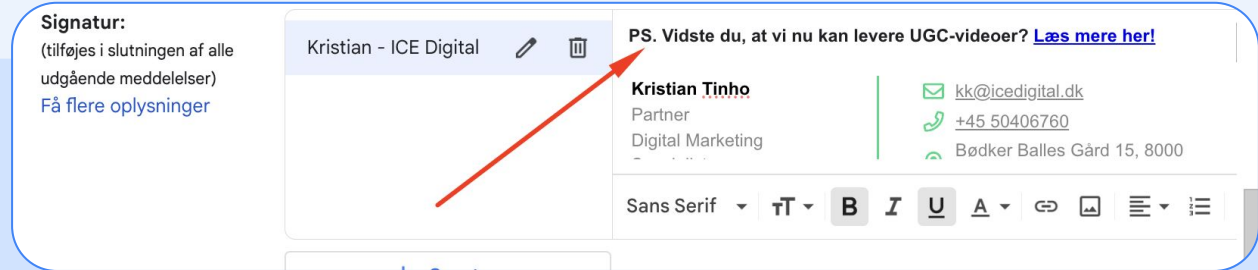 Signatur:
(tilføjes i slutningen af alle
udgående meddelelser)
Få flere oplysninger
Kristian - ICE Digital
PS. Vidste du, at vi nu kan levere UGC-videoer? Læs mere her!
Kristian Tinho
Partner
Digital Marketing
kk@icedigital.dk
+45 50406760
Bødker Balles Gård 15, 8000
Sans Serif